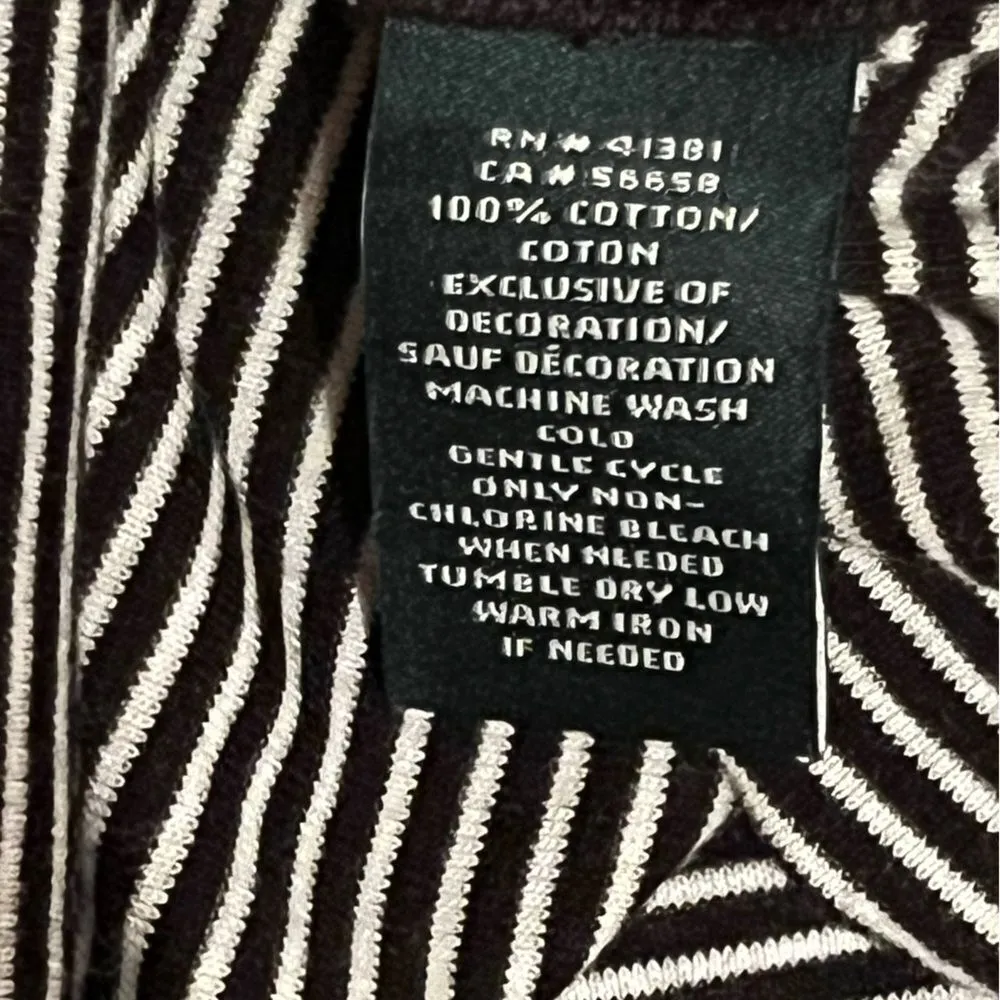 RN # 41381
CA # 56658
100% COTTON/
COTON
EXCLUSIVE OF
DECORATION/
SAUF DÉCORATION
MACHINE WASH
COLD
GENTLE CYCLE
ONLY NON-
CHLORINE BLEACH
WHEN NEEDED
TUMBLE DRY LOW
WARM IRON
IF NEEDED